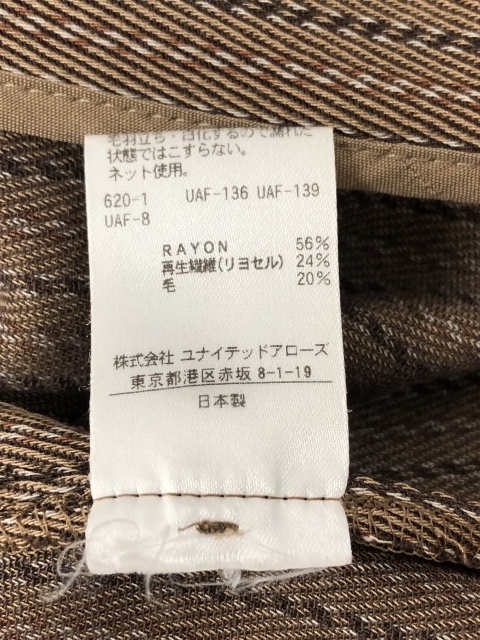 毛羽立ち・白化するので濡れた
状態ではこすらない。
ネット使用。
620-1 UAF-136 UAF-139
UAF-8
RAYON 56%
再生繊維(リヨセル) 24%
毛 20%
株式会社 ユナイテッドアローズ
東京都港区赤坂 8-1-19
日本製